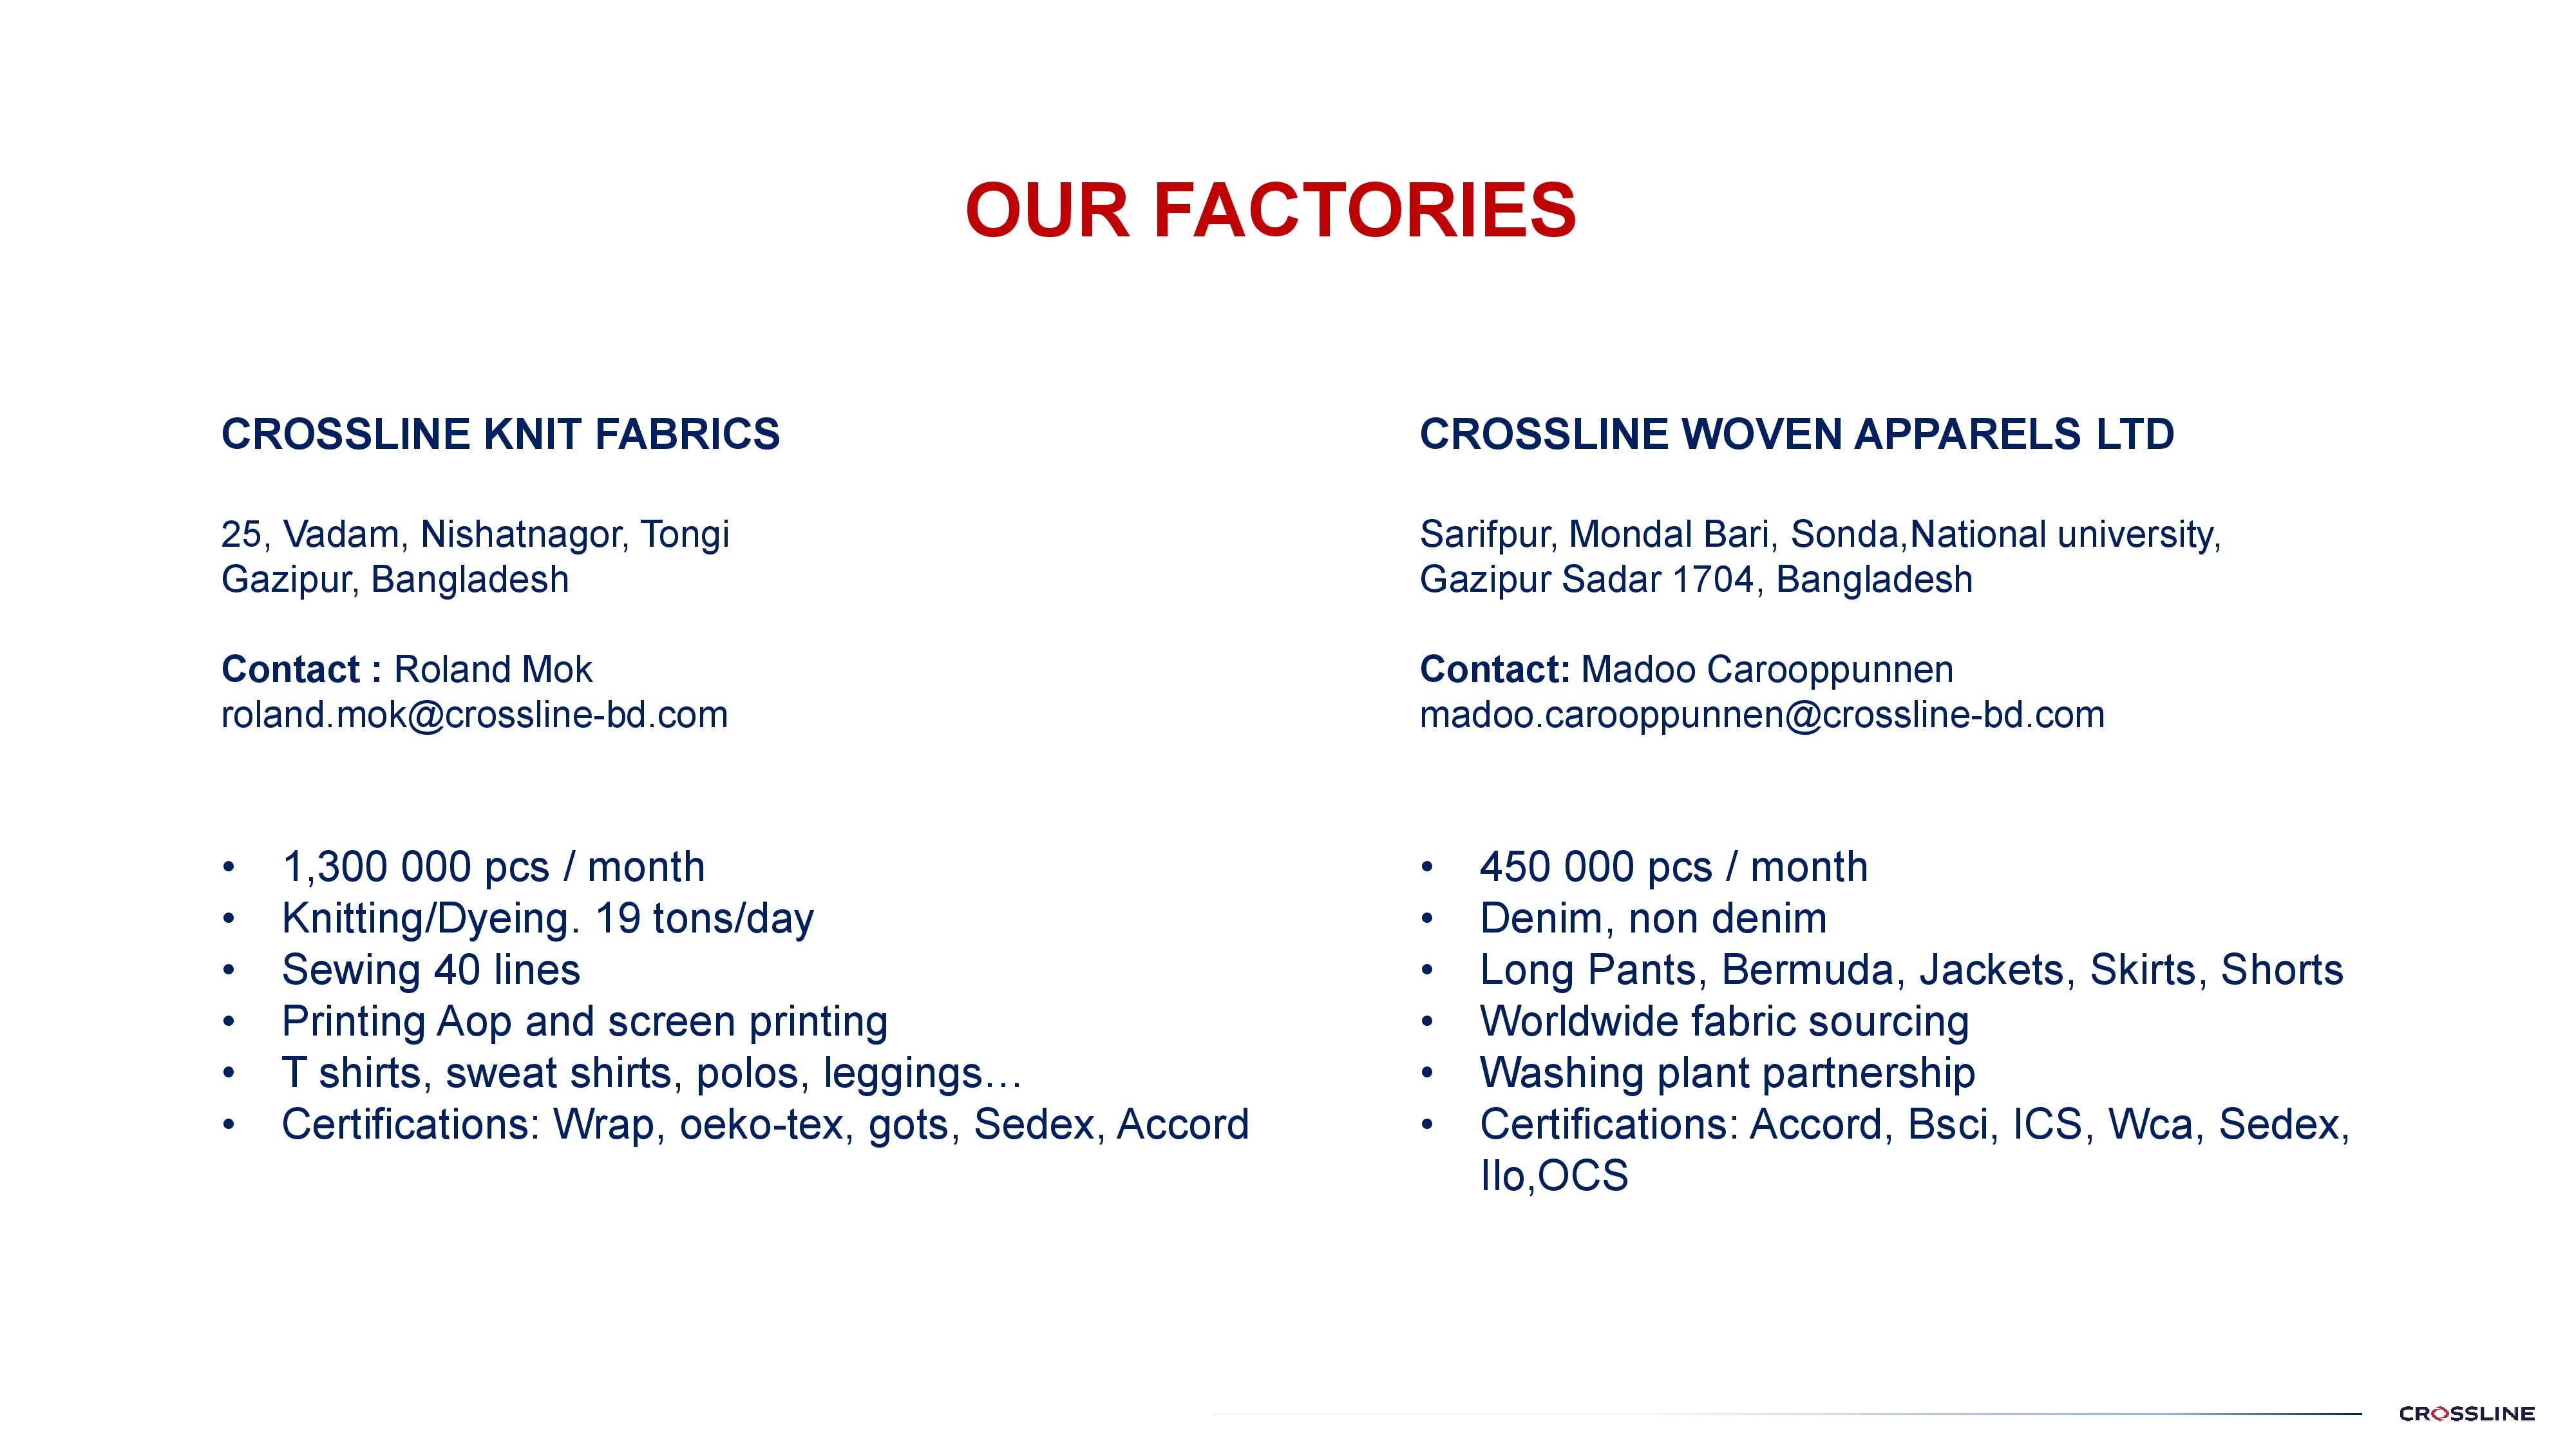 OUR FACTORIES
CROSSLINE KNIT FABRICS
25, Vadam, Nishatnagor, Tongi
Gazipur, Bangladesh
Contact : Roland Mok
roland.mok@crossline-bd.com
• 1,300 000 pcs / month
• Knitting/Dyeing. 19 tons/day
• Sewing 40 lines
• Printing Aop and screen printing
• T shirts, sweat shirts, polos, leggings…
• Certifications: Wrap, oeko-tex, gots, Sedex, Accord
CROSSLINE WOVEN APPARELS LTD
Sarifpur, Mondal Bari, Sonda,National university,
Gazipur Sadar 1704, Bangladesh
Contact: Madoo Carooppunnen
madoo.carooppunnen@crossline-bd.com
• 450 000 pcs / month
• Denim, non denim
• Long Pants, Bermuda, Jackets, Skirts, Shorts
• Worldwide fabric sourcing
• Washing plant partnership
• Certifications: Accord, Bsci, ICS, Wca, Sedex,
Ilo,OCS
CROSSLINE